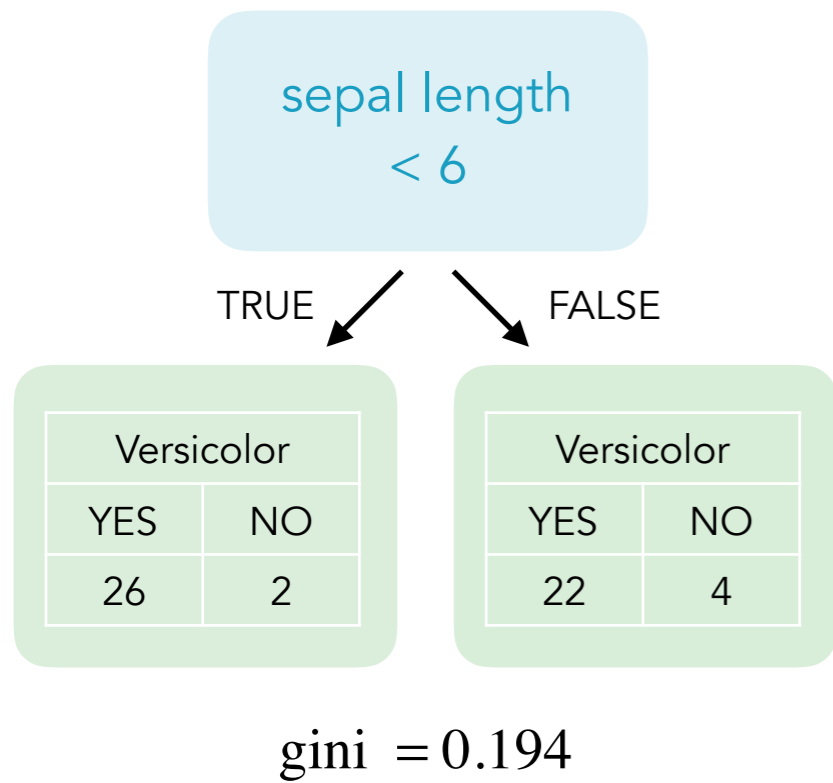 sepal length
< 6
TRUE FALSE
Versicolor Versicolor
YES NO YES NO
26 2 22 4
gini = 0.194